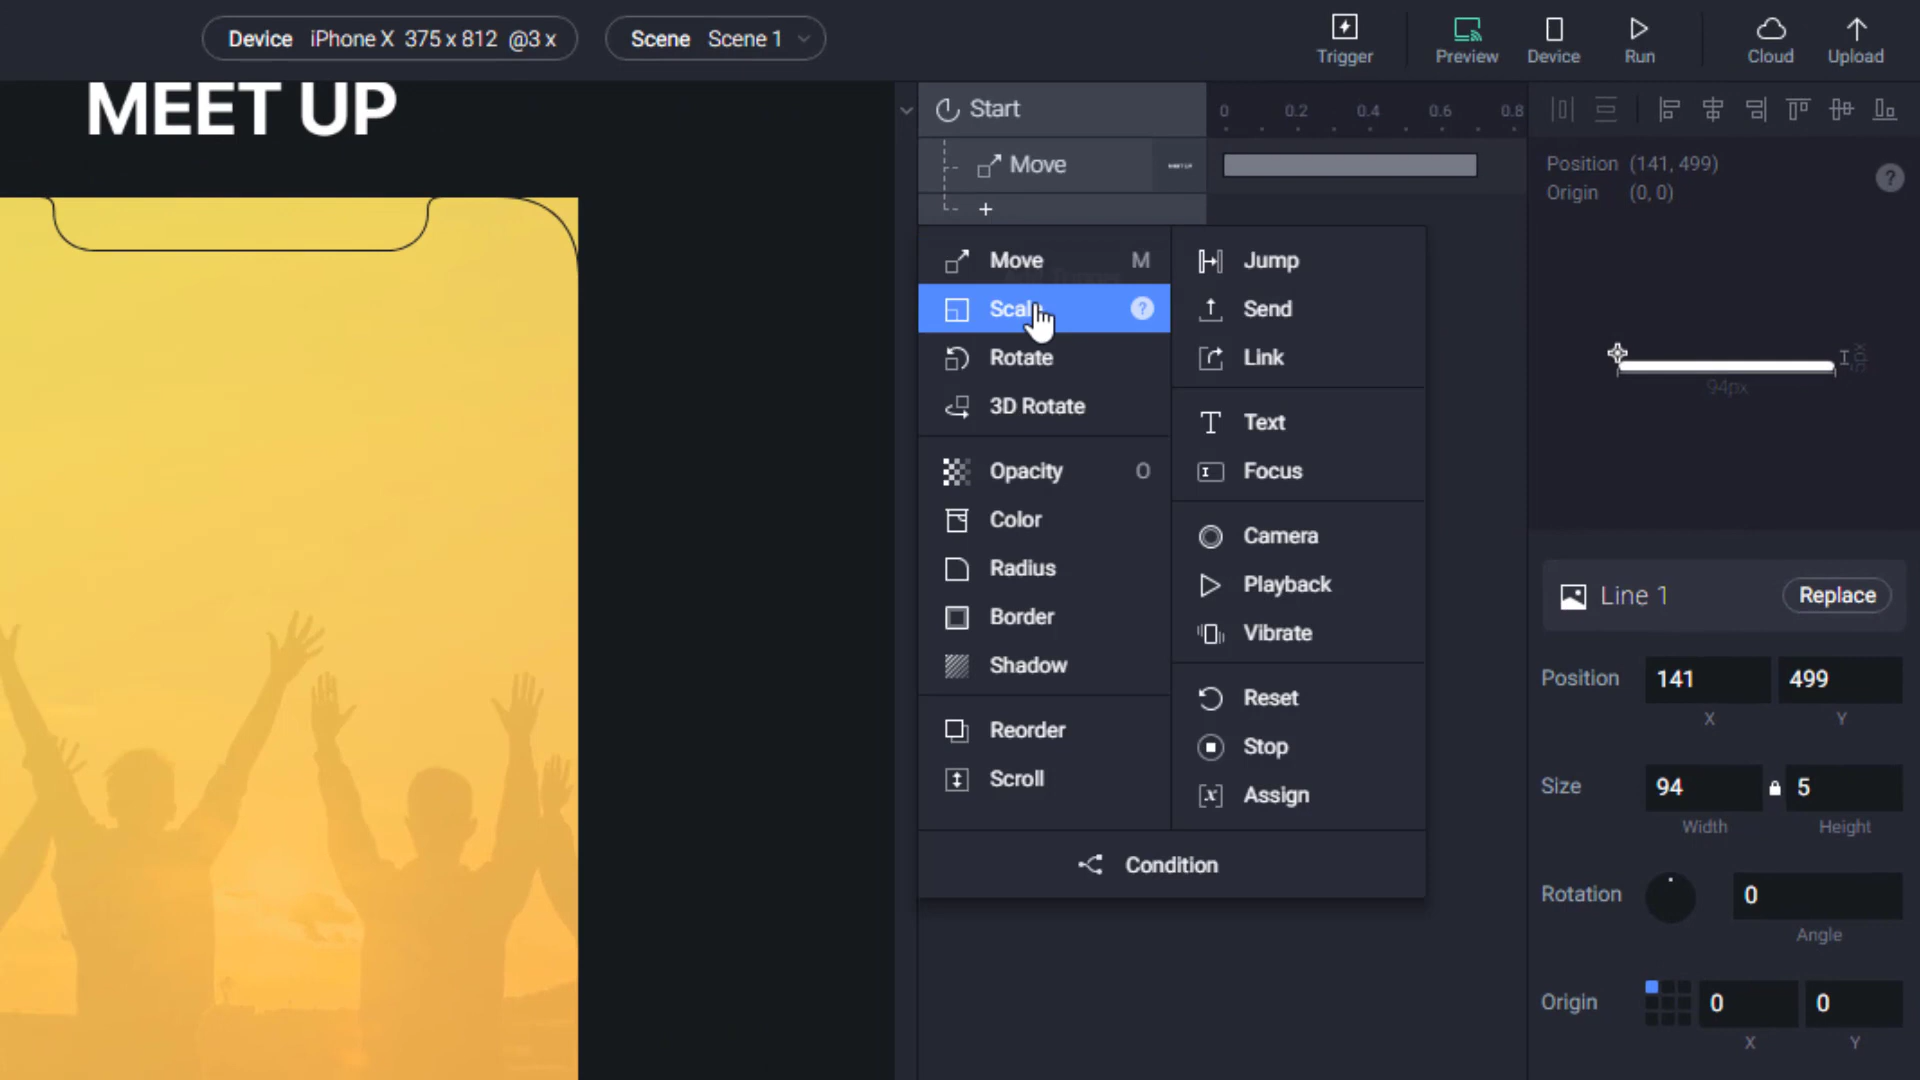 Device iPhone X 375 x 812 @3 x
Scene Scene 1
Trigger
Preview
Device
Run
Cloud
Upload
MEET UP
Start
0 0.2 0.4 0.6 0.8
Move
+
Move M
Scale ?
Rotate
3D Rotate
Opacity O
Color
Radius
Border
Shadow
Reorder
Scroll
Jump
Send
Link
Text
Focus
Camera
Playback
Vibrate
Reset
Stop
Assign
Condition
Position (141, 499)
Origin (0, 0)
?
5px
94px
Line 1 Replace
Position 141 499
X Y
Size 94 5
Width Height
Rotation 0
Angle
Origin 0 0
X Y